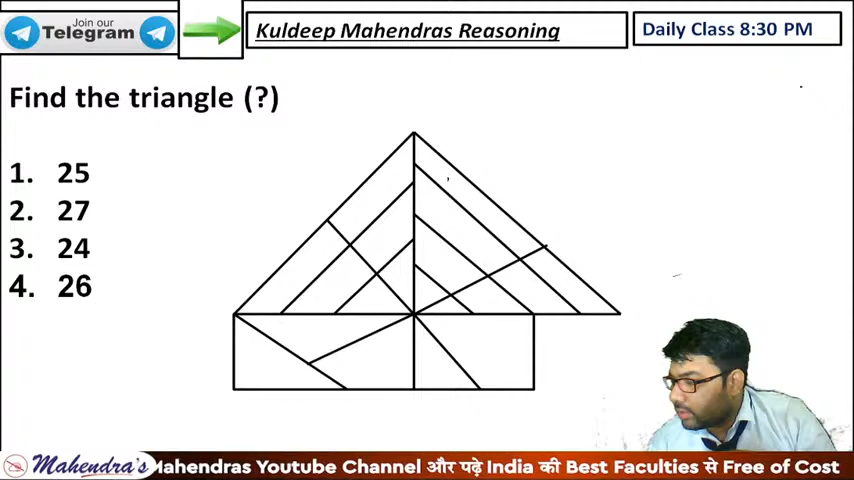 Join our
Telegram
Kuldeep Mahendras Reasoning
Daily Class 8:30 PM
Find the triangle (?)
1. 25
2. 27
3. 24
4. 26
Mahendra's
Mahendras Youtube Channel और पढ़े India की Best Faculties से Free of Cost